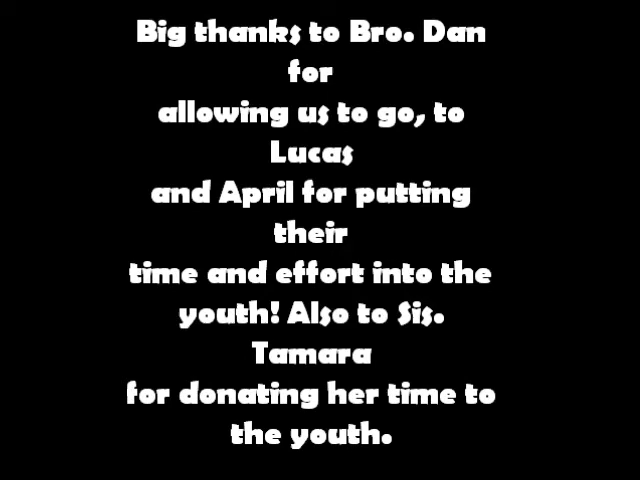 Big thanks to Bro. Dan
for
allowing us to go, to
Lucas
and April for putting
their
time and effort into the
youth! Also to Sis.
Tamara
for donating her time to
the youth.